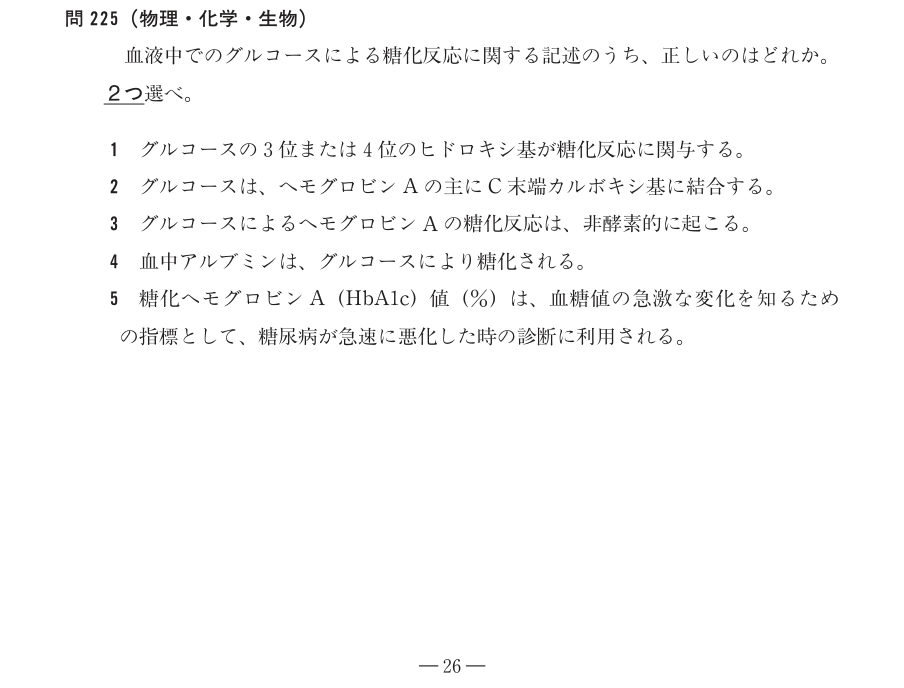 問 225（物理・化学・生物）
血液中でのグルコースによる糖化反応に関する記述のうち、正しいのはどれか。
２つ選べ。
1 グルコースの 3 位または 4 位のヒドロキシ基が糖化反応に関与する。
2 グルコースは、ヘモグロビン A の主に C 末端カルボキシ基に結合する。
3 グルコースによるヘモグロビン A の糖化反応は、非酵素的に起こる。
4 血中アルブミンは、グルコースにより糖化される。
5 糖化ヘモグロビン A（HbA1c）値（％）は、血糖値の急激な変化を知るため
の指標として、糖尿病が急速に悪化した時の診断に利用される。
— 26 —